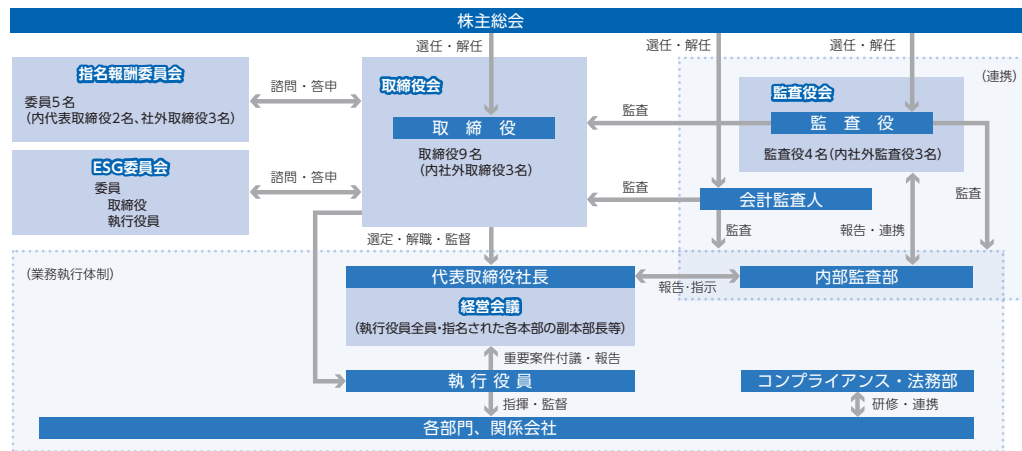 株主総会
選任・解任
選任・解任
選任・解任
指名報酬委員会
委員5名
(内代表取締役2名、社外取締役3名)
諮問・答申
取締役会
取締役
取締役9名
(内社外取締役3名)
監査
(連携)
監査役会
監査役
監査役4名(内社外監査役3名)
ESG委員会
委員
取締役
執行役員
諮問・答申
監査
会計監査人
監査
監査
報告・連携
選定・解職・監督
(業務執行体制)
代表取締役社長
報告・指示
内部監査部
経営会議
(執行役員全員・指名された各本部の副本部長等)
重要案件付議・報告
執行役員
コンプライアンス・法務部
指揮・監督
研修・連携
各部門、関係会社